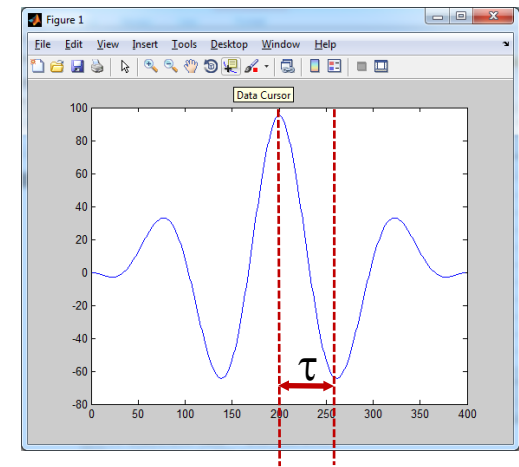 Figure 1
File Edit View Insert Tools Desktop Window Help
Data Cursor
100
80
60
40
20
0
-20
-40
-60
-80
τ
0 50 100 150 200 250 300 350 400